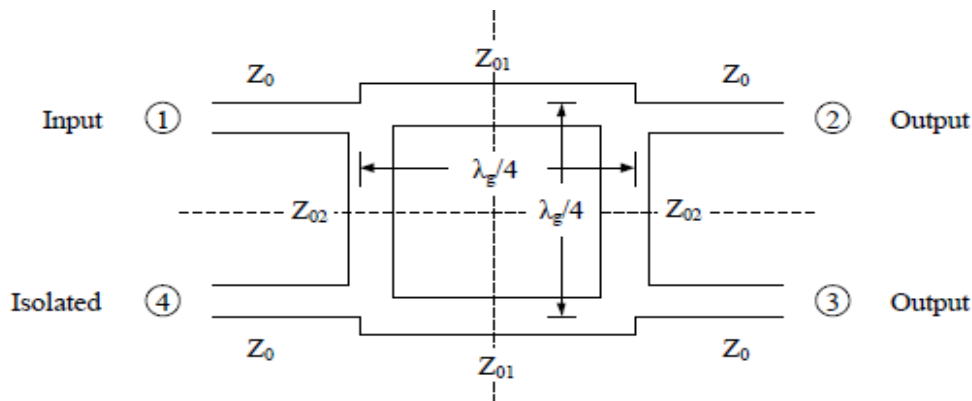 Z01
Z0 Z0
Input 1 2 Output
λg/4
Z02 λg/4 Z02
Isolated 4 3 Output
Z0 Z0
Z01